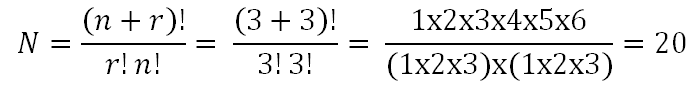 N = (n + r)! / r! n! = (3 + 3)! / 3! 3! = 1x2x3x4x5x6 / (1x2x3)x(1x2x3) = 20